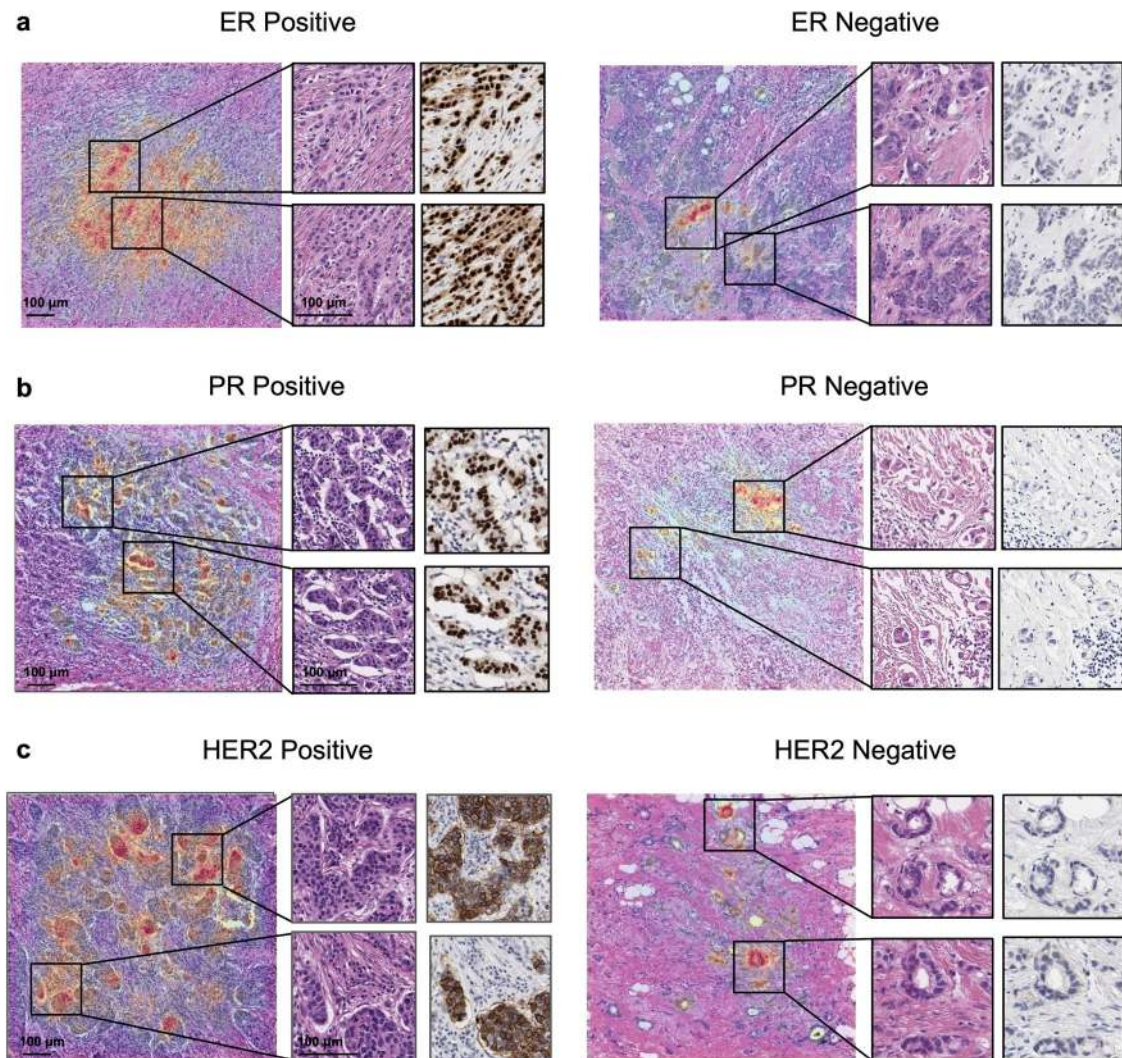 a
ER Positive
ER Negative
100 µm
100 µm
b
PR Positive
PR Negative
100 µm
100 µm
c
HER2 Positive
HER2 Negative
100 µm
100 µm